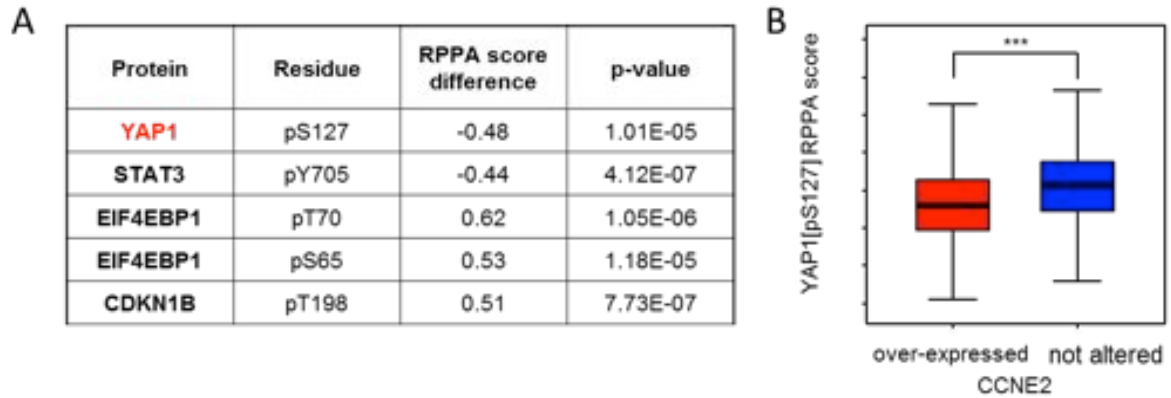 A
Protein Residue RPPA score difference p-value
YAP1 pS127 -0.48 1.01E-05
STAT3 pY705 -0.44 4.12E-07
EIF4EBP1 pT70 0.62 1.05E-06
EIF4EBP1 pS65 0.53 1.18E-05
CDKN1B pT198 0.51 7.73E-07
B
YAP1[pS127] RPPA score
***
over-expressed not altered
CCNE2